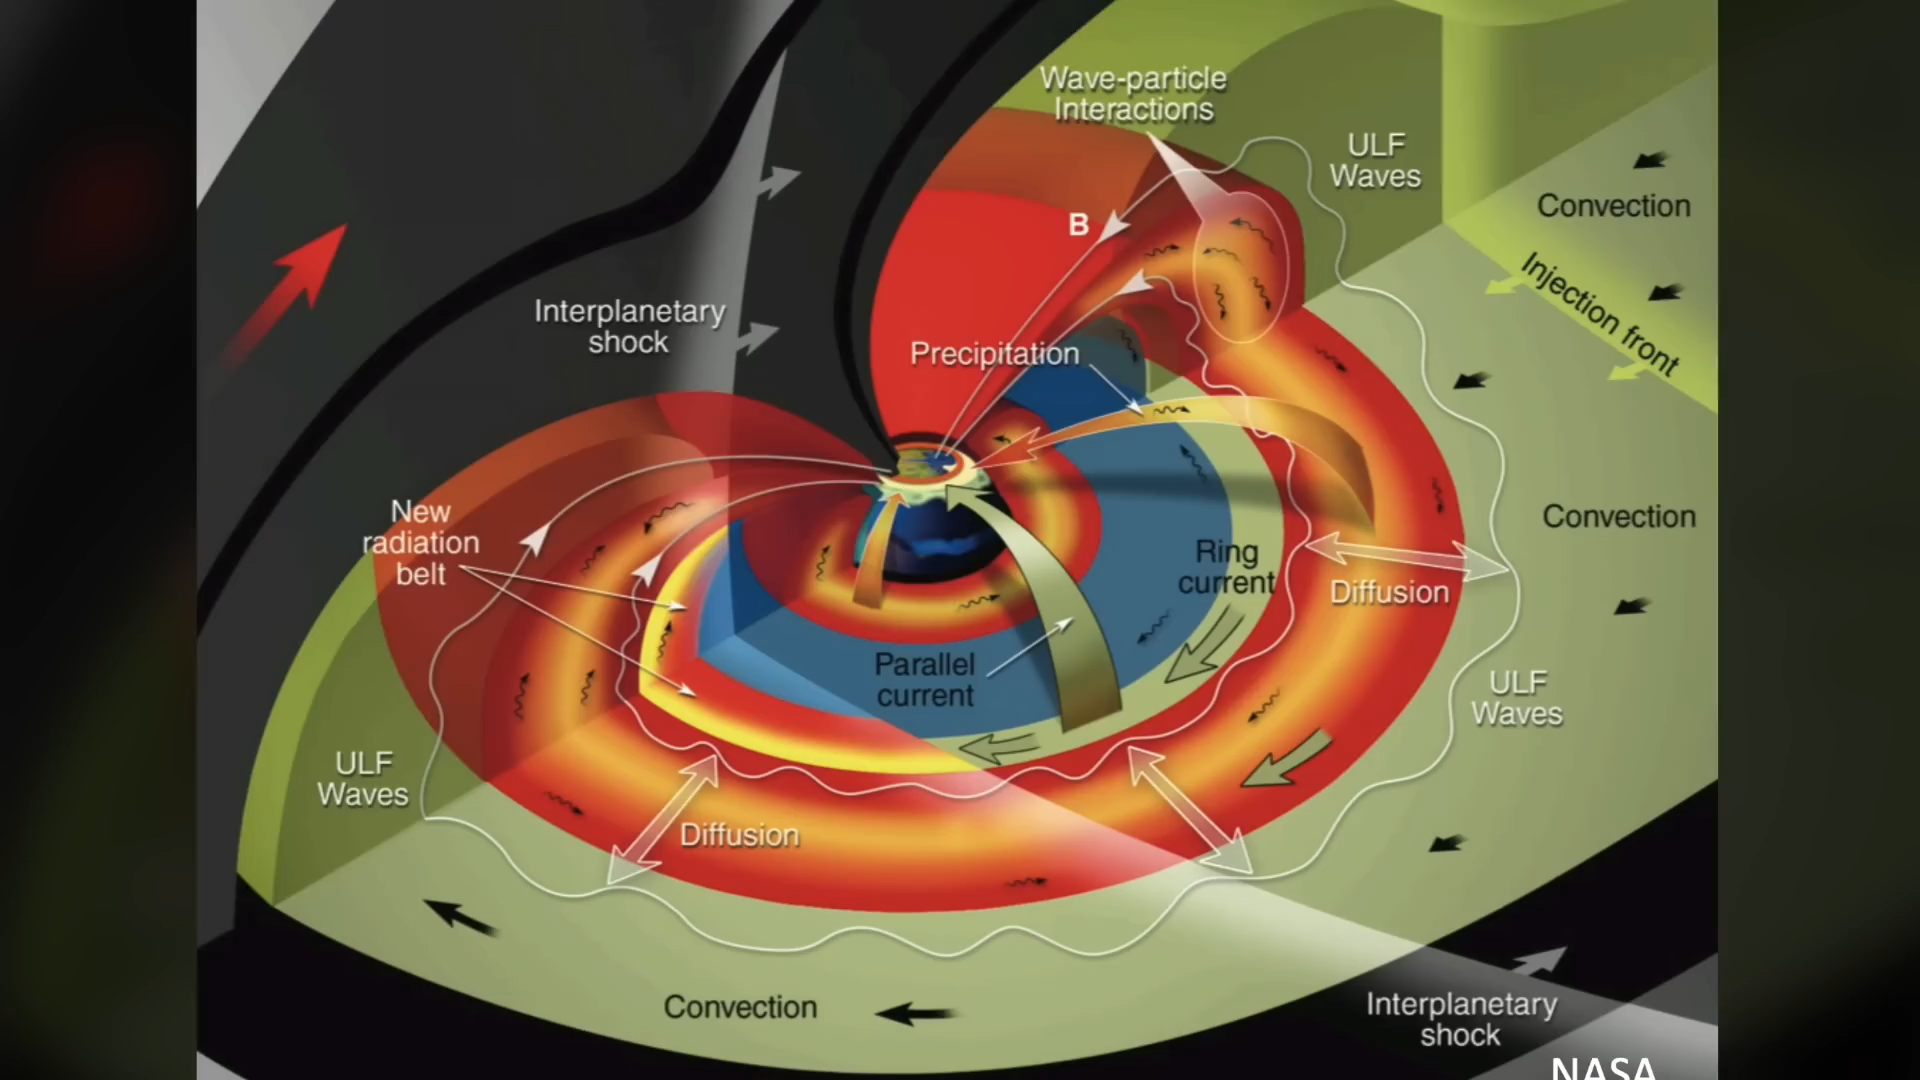 Wave-particle
Interactions
ULF
Waves
Convection
B
Injection front
Interplanetary
shock
Precipitation
New
radiation
belt
Convection
Ring
current
Diffusion
Parallel
current
ULF
Waves
ULF
Waves
Diffusion
Convection
Interplanetary
shock
NASA